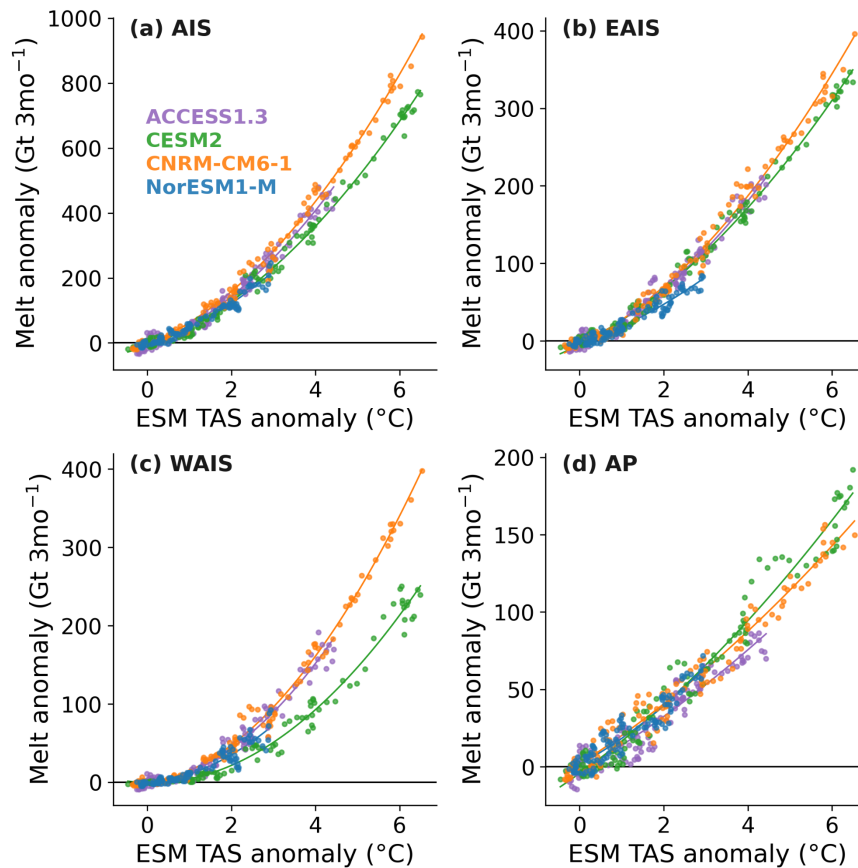 (a) AIS
ACCESS1.3
CESM2
CNRM-CM6-1
NorESM1-M
Melt anomaly (Gt 3mo⁻¹)
1000
800
600
400
200
0
0 2 4 6
ESM TAS anomaly (°C)
(b) EAIS
Melt anomaly (Gt 3mo⁻¹)
400
300
200
100
0
0 2 4 6
ESM TAS anomaly (°C)
(c) WAIS
Melt anomaly (Gt 3mo⁻¹)
400
300
200
100
0
0 2 4 6
ESM TAS anomaly (°C)
(d) AP
Melt anomaly (Gt 3mo⁻¹)
200
150
100
50
0
0 2 4 6
ESM TAS anomaly (°C)